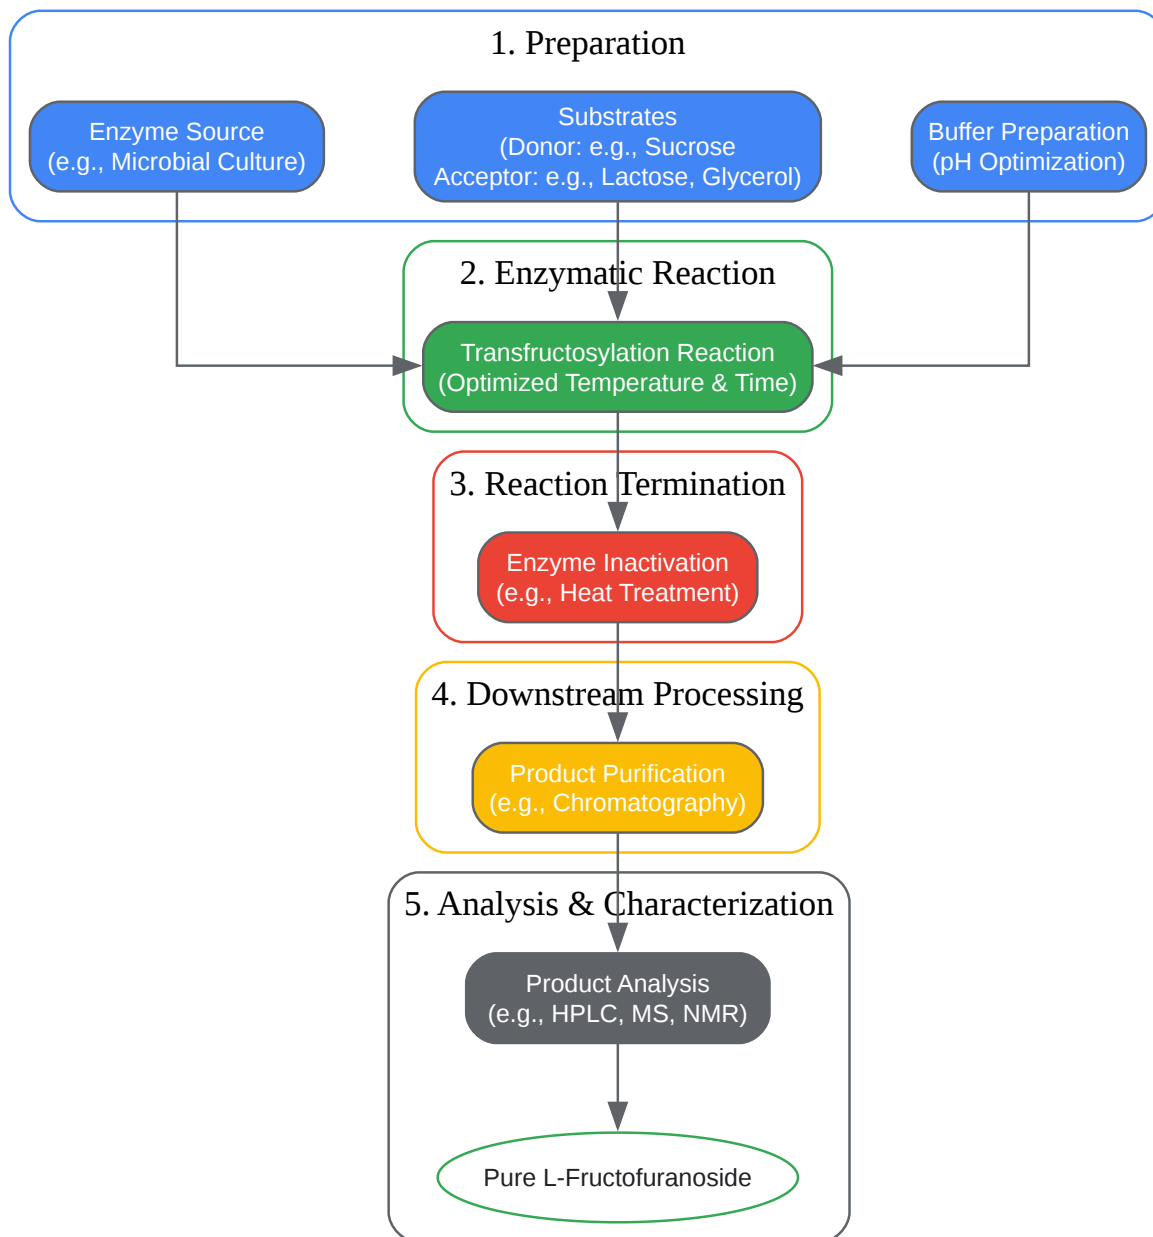 1. Preparation
Enzyme Source
(e.g., Microbial Culture)
Substrates
(Donor: e.g., Sucrose
Acceptor: e.g., Lactose, Glycerol)
Buffer Preparation
(pH Optimization)
2. Enzymatic Reaction
Transfructosylation Reaction
(Optimized Temperature & Time)
3. Reaction Termination
Enzyme Inactivation
(e.g., Heat Treatment)
4. Downstream Processing
Product Purification
(e.g., Chromatography)
5. Analysis & Characterization
Product Analysis
(e.g., HPLC, MS, NMR)
Pure L-Fructofuranoside